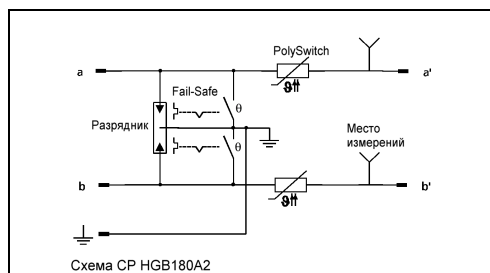 PolySwitch
a
Fail-Safe
a'
θ
ϑ
Разрядник
Место
измерений
θ
b
b'
ϑ
Схема СР HGB180A2